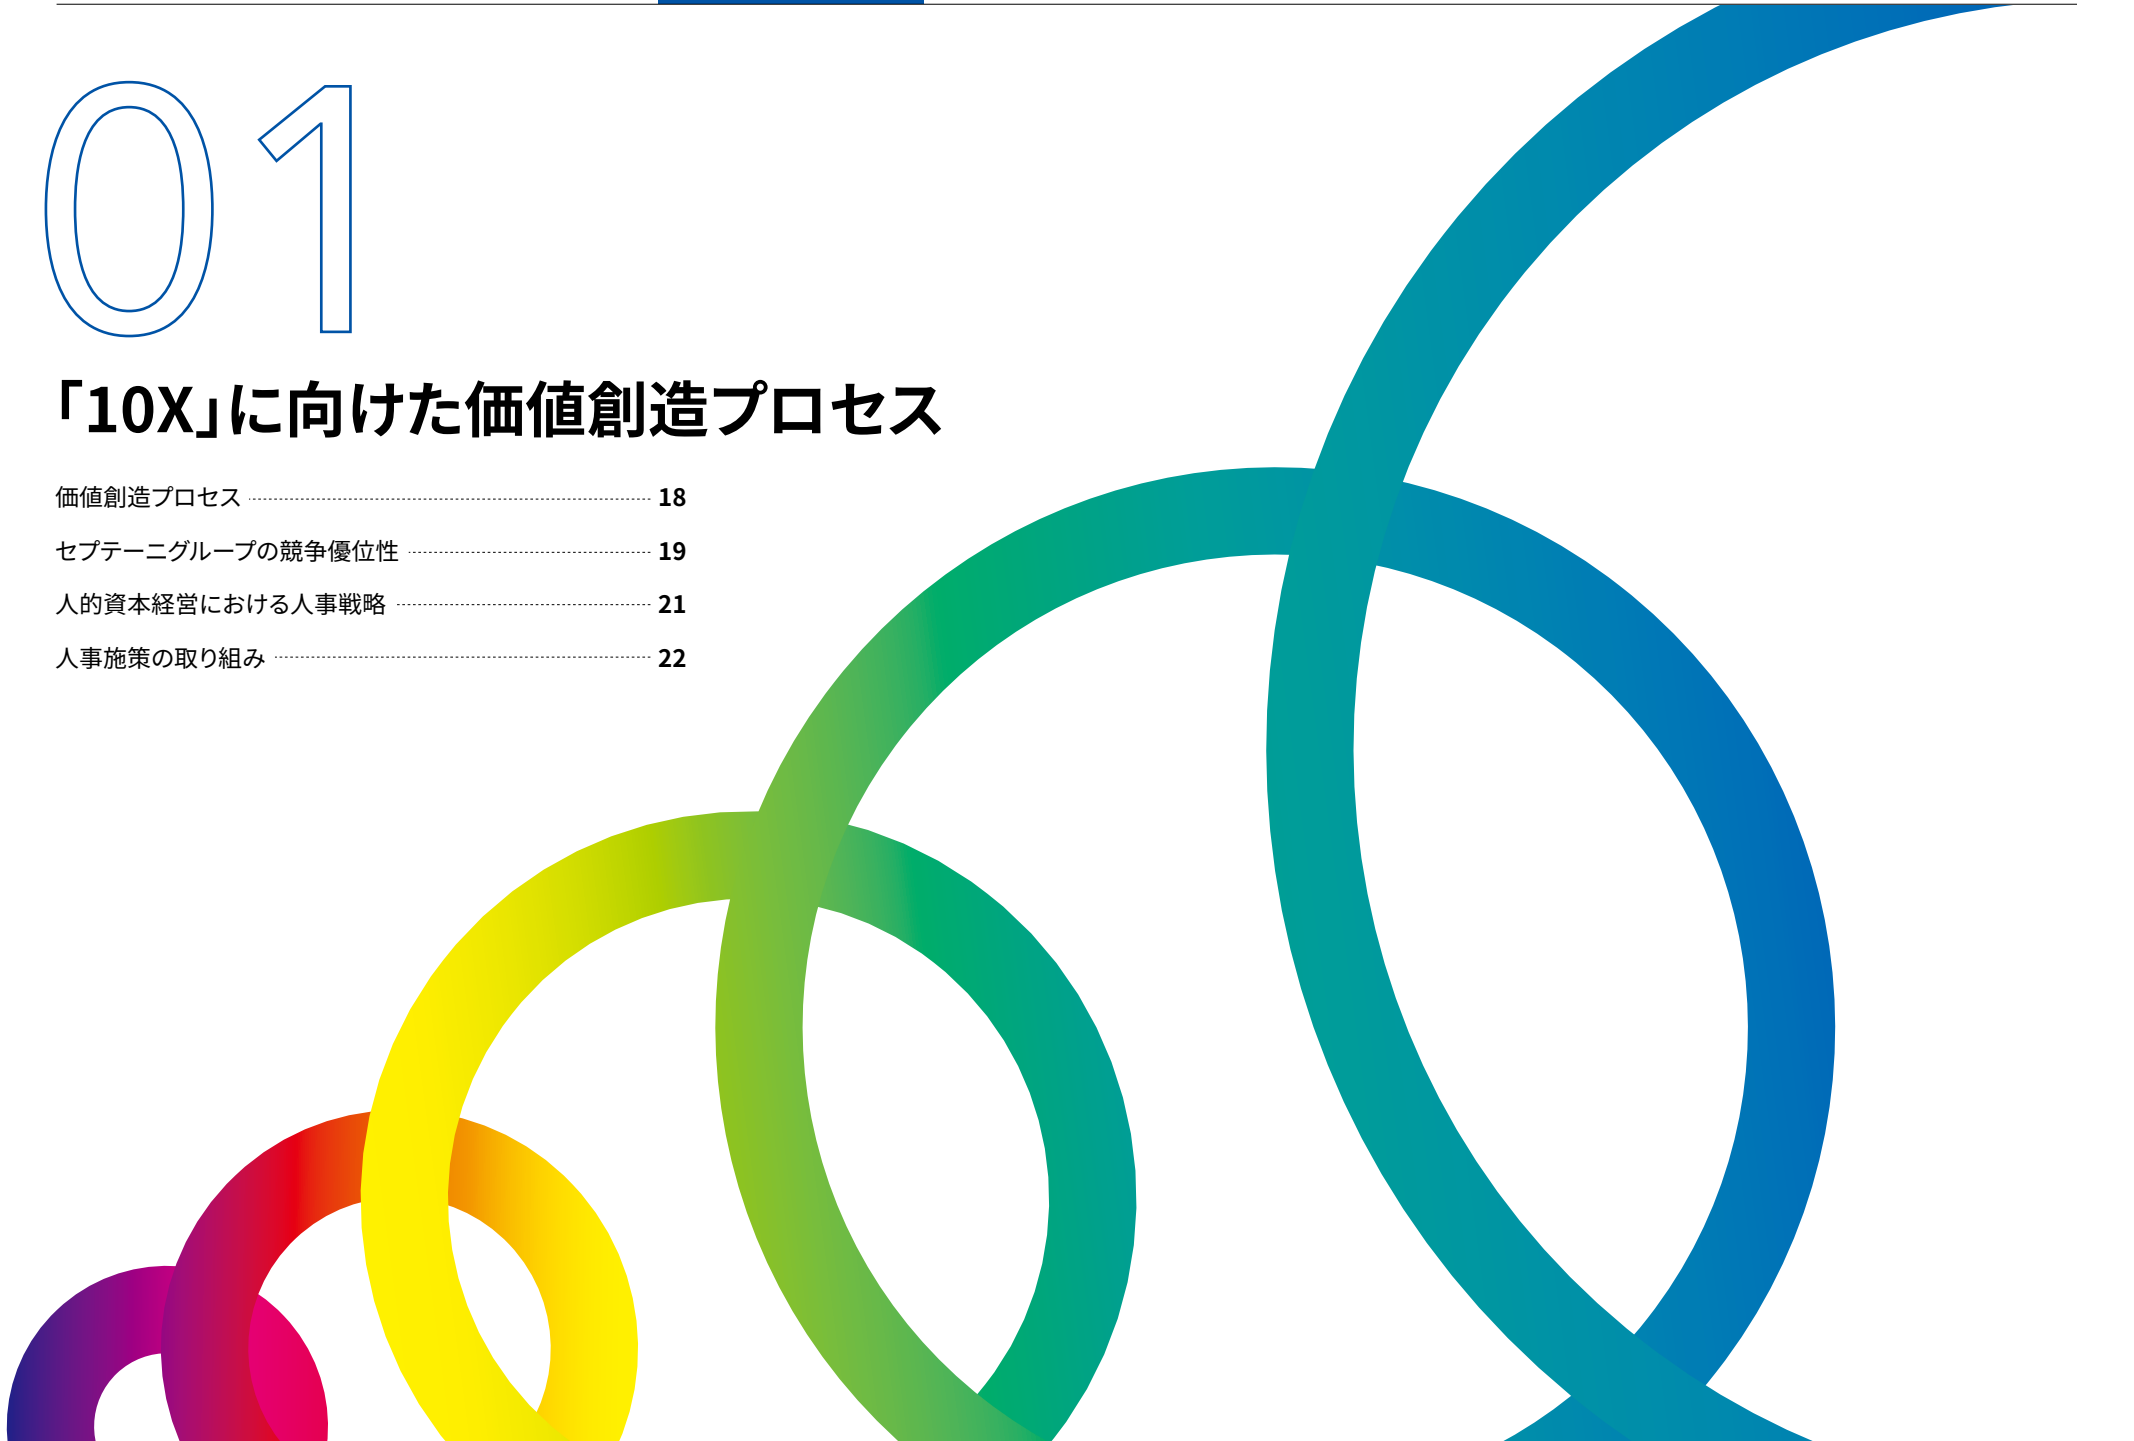 01
「10X」に向けた価値創造プロセス
価値創造プロセス 18
セプテーニグループの競争優位性 19
人的資本経営における人事戦略 21
人事施策の取り組み 22